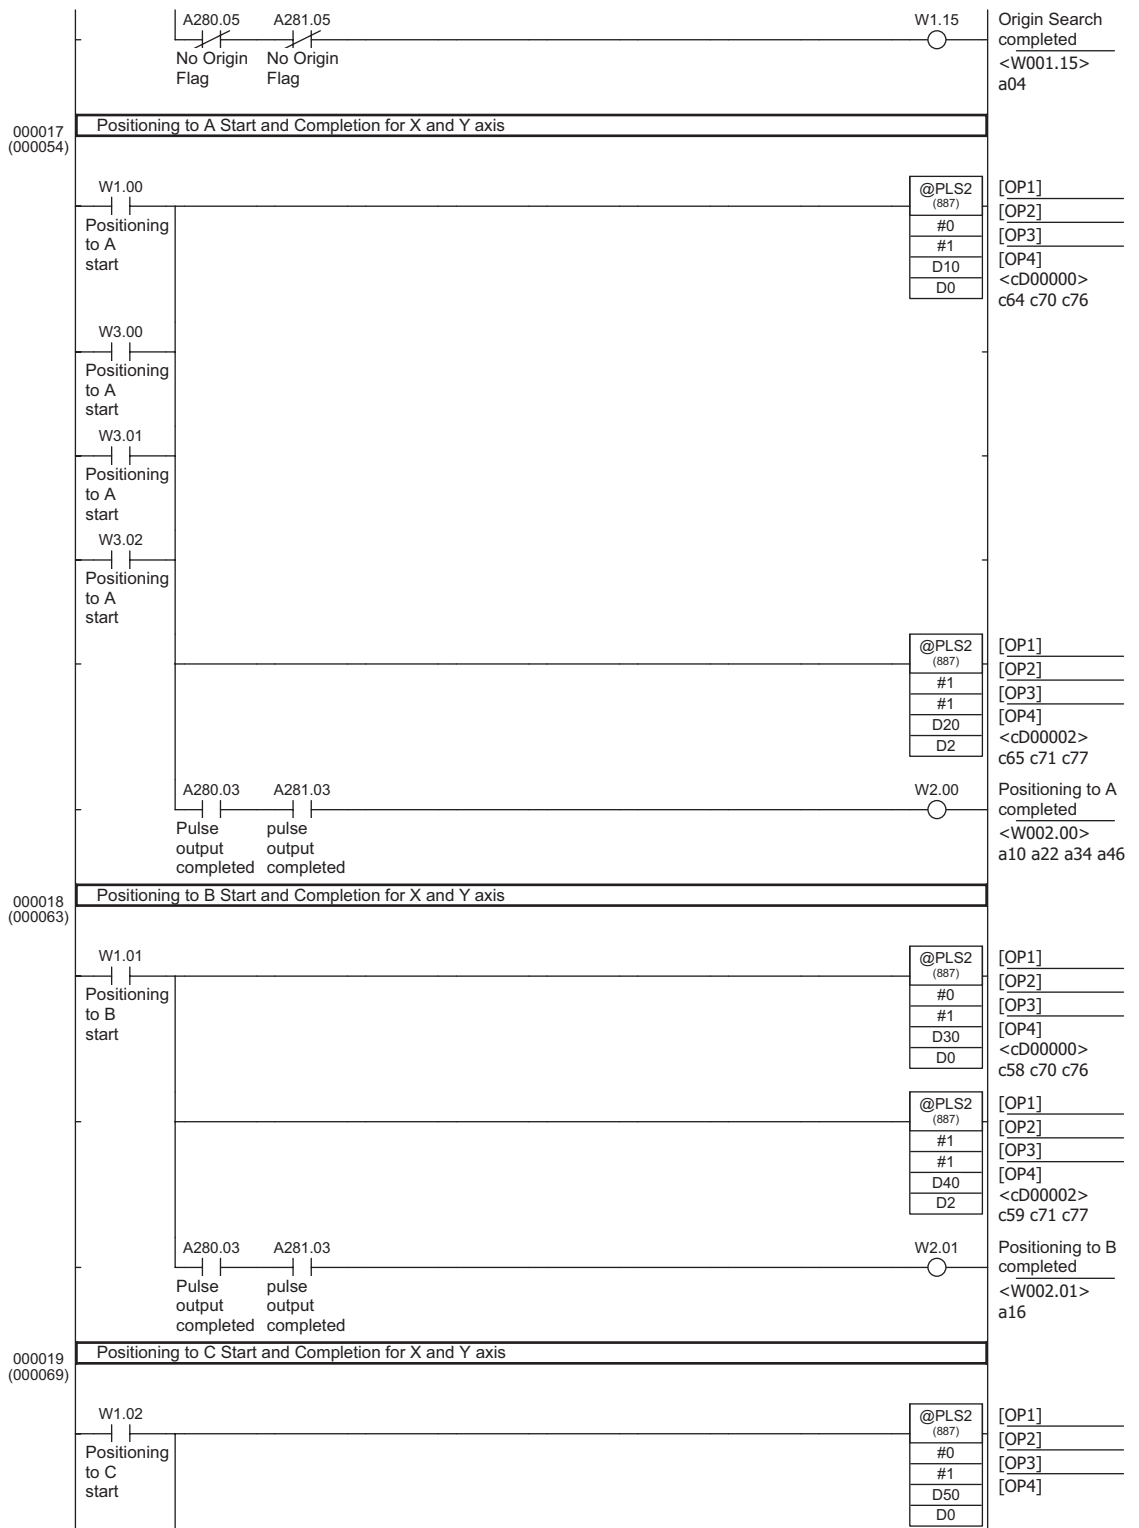 A280.05 A281.05 W1.15 Origin Search
completed
No Origin No Origin <W001.15>
Flag Flag a04
000017 Positioning to A Start and Completion for X and Y axis
(000054)
W1.00 @PLS2 [OP1]
(887) [OP2]
Positioning #0 [OP3]
to A #1 [OP4]
start D10 <cD00000>
D0 c64 c70 c76
W3.00
Positioning
to A
start
W3.01
Positioning
to A
start
W3.02
Positioning
to A
start
@PLS2 [OP1]
(887) [OP2]
#1 [OP3]
#1 [OP4]
D20 <cD00002>
D2 c65 c71 c77
A280.03 A281.03 W2.00 Positioning to A
completed
Pulse pulse <W002.00>
output output a10 a22 a34 a46
completed completed
000018 Positioning to B Start and Completion for X and Y axis
(000063)
W1.01 @PLS2 [OP1]
(887) [OP2]
Positioning #0 [OP3]
to B #1 [OP4]
start D30 <cD00000>
D0 c58 c70 c76
@PLS2 [OP1]
(887) [OP2]
#1 [OP3]
#1 [OP4]
D40 <cD00002>
D2 c59 c71 c77
A280.03 A281.03 W2.01 Positioning to B
completed
Pulse pulse <W002.01>
output output a16
completed completed
000019 Positioning to C Start and Completion for X and Y axis
(000069)
W1.02 @PLS2 [OP1]
(887) [OP2]
Positioning #0 [OP3]
to C #1 [OP4]
start D50
D0